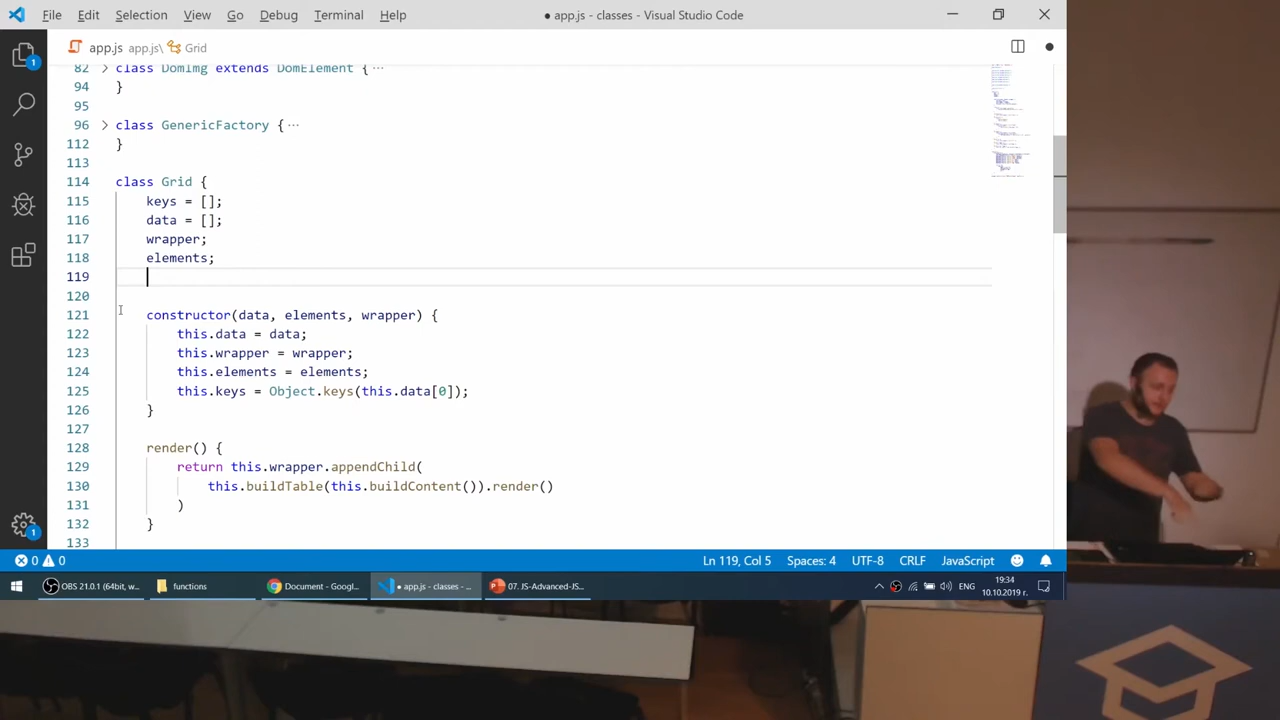 File Edit Selection View Go Debug Terminal Help ● app.js - classes - Visual Studio Code
app.js app.js\ Grid ●
82 > class DomImg extends DomElement {···
94 }
95
96 > class GenericFactory {···
112 }
113
114 class Grid {
115 keys = [];
116 data = [];
117 wrapper;
118 elements;
119
120
121 constructor(data, elements, wrapper) {
122 this.data = data;
123 this.wrapper = wrapper;
124 this.elements = elements;
125 this.keys = Object.keys(this.data[0]);
126 }
127
128 render() {
129 return this.wrapper.appendChild(
130 this.buildTable(this.buildContent()).render()
131 )
132 }
133
0 0 Ln 119, Col 5 Spaces: 4 UTF-8 CRLF JavaScript
OBS 21.0.1 (64bit, w... functions Document - Googl... ● app.js - classes - ... 07. JS-Advanced-JS... ENG 19:34
10.10.2019 г.